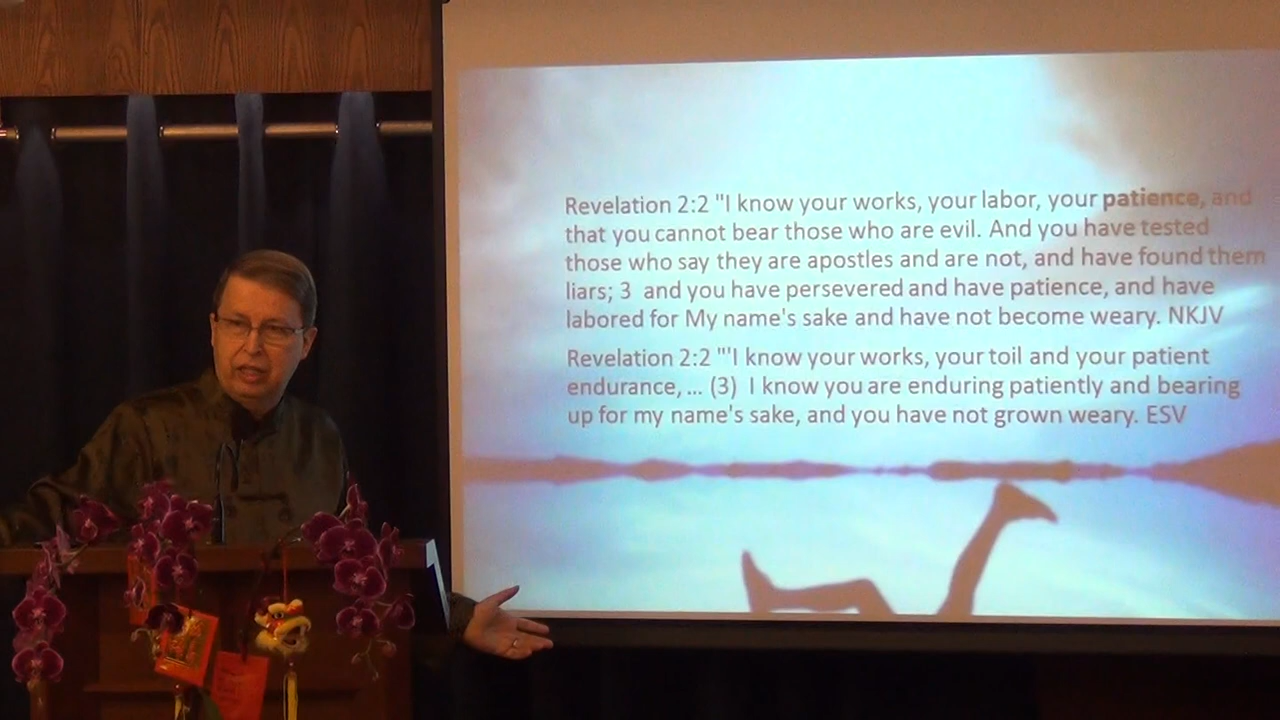 Revelation 2:2 "I know your works, your labor, your patience, and
that you cannot bear those who are evil. And you have tested
those who say they are apostles and are not, and have found them
liars; 3 and you have persevered and have patience, and have
labored for My name's sake and have not become weary. NKJV
Revelation 2:2 "'I know your works, your toil and your patient
endurance, ... (3) I know you are enduring patiently and bearing
up for my name's sake, and you have not grown weary. ESV